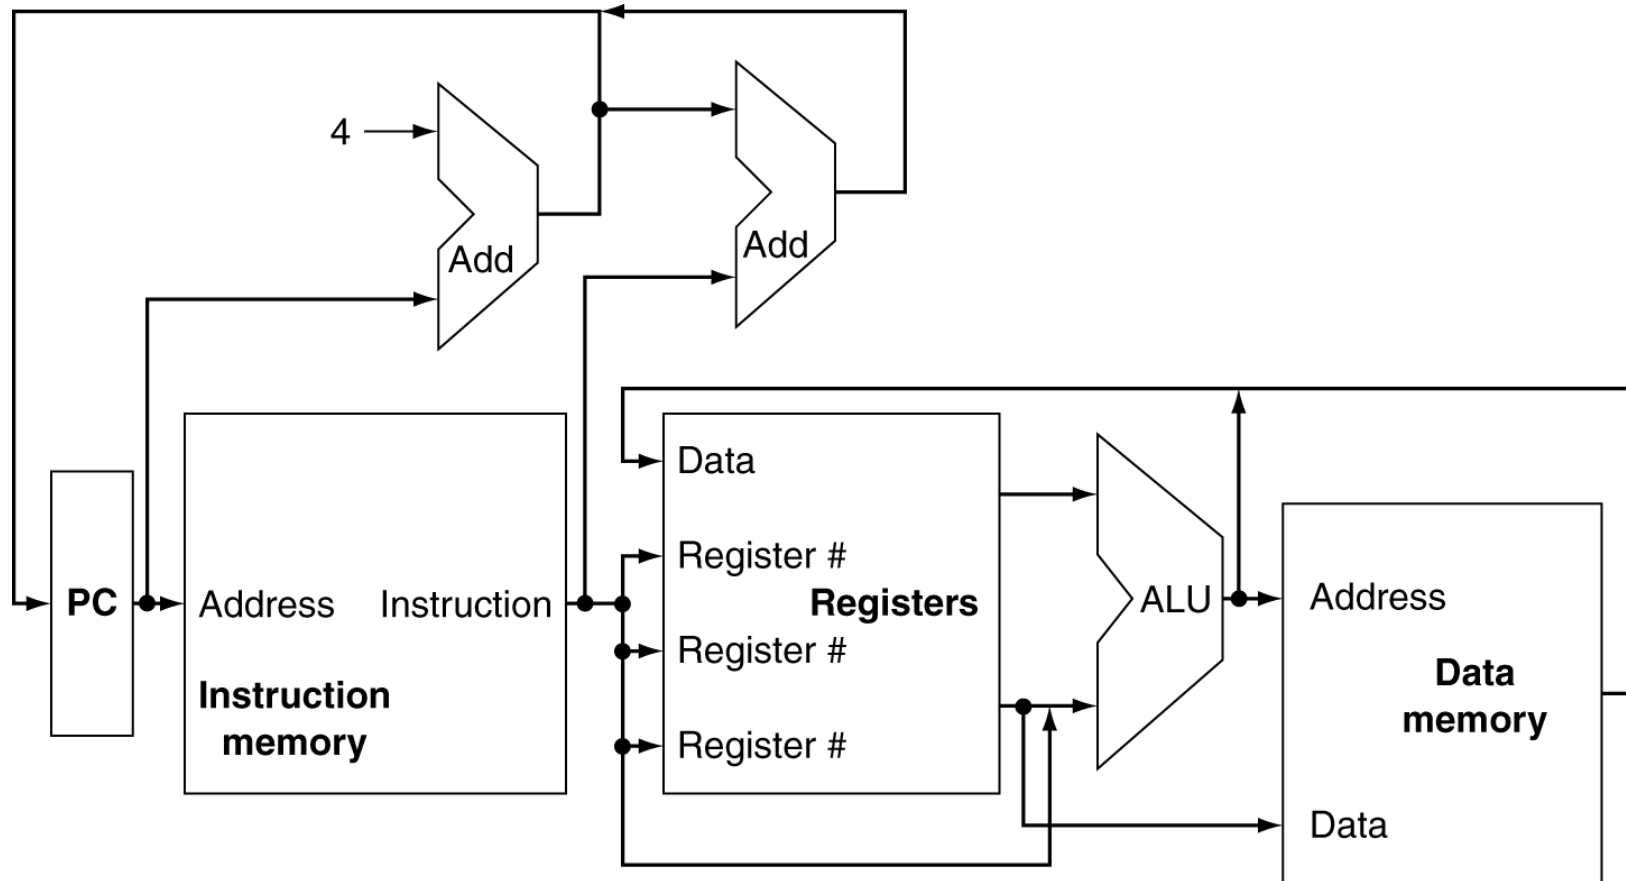 4
Add
Add
Data
Register #
PC
Address
Instruction
Registers
ALU
Address
Register #
Instruction
memory
Data
memory
Register #
Data